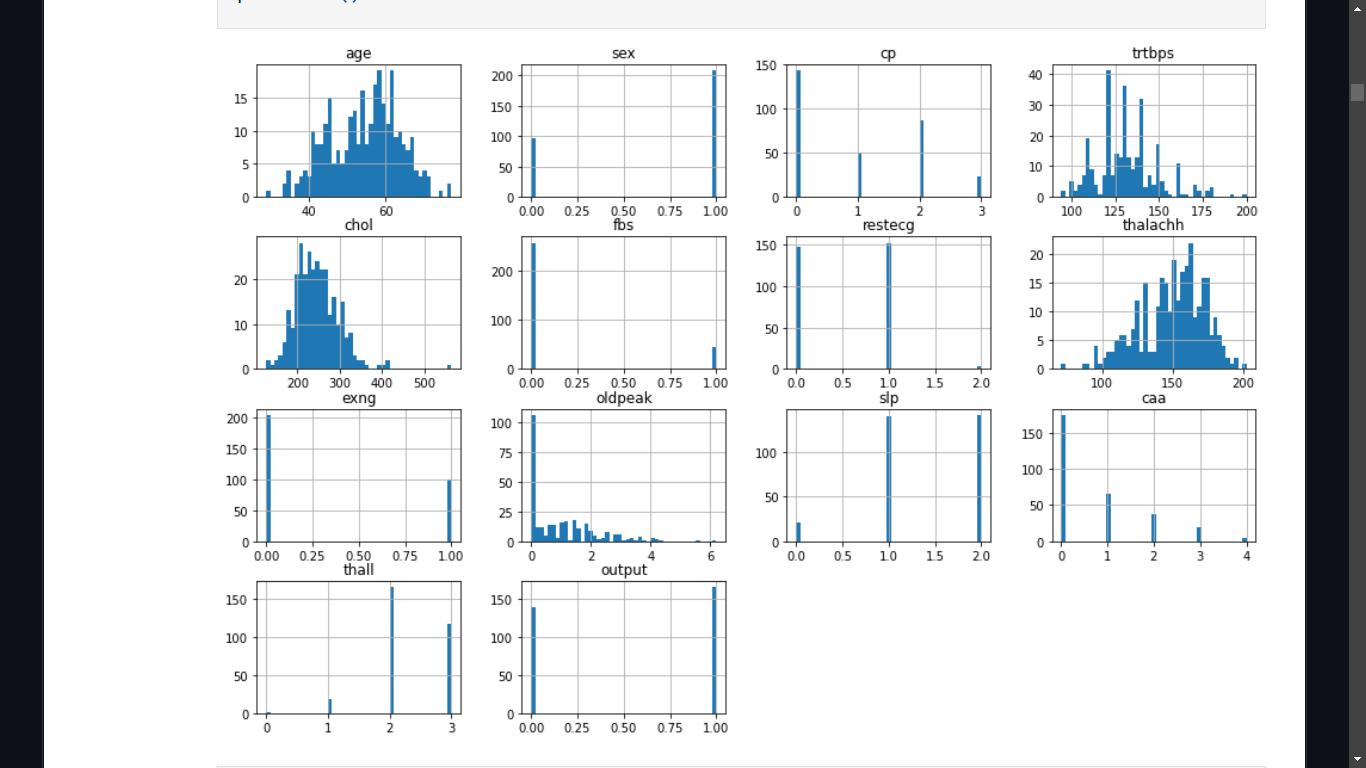 age sex cp trtbps
15 10 5 0
40 60
200 150 100 50 0
0.00 0.25 0.50 0.75 1.00
150 100 50 0
0 1 2 3
40 30 20 10 0
100 125 150 175 200
chol fbs restecg thalachh
20 10 0
200 300 400 500
200 100 0
0.00 0.25 0.50 0.75 1.00
150 100 50 0
0.0 0.5 1.0 1.5 2.0
20 15 10 5 0
100 150 200
exng oldpeak slp caa
200 150 100 50 0
0.00 0.25 0.50 0.75 1.00
100 75 50 25 0
0 2 4 6
100 50 0
0.0 0.5 1.0 1.5 2.0
150 100 50 0
0 1 2 3 4
thall output
150 100 50 0
0 1 2 3
150 100 50 0
0.00 0.25 0.50 0.75 1.00